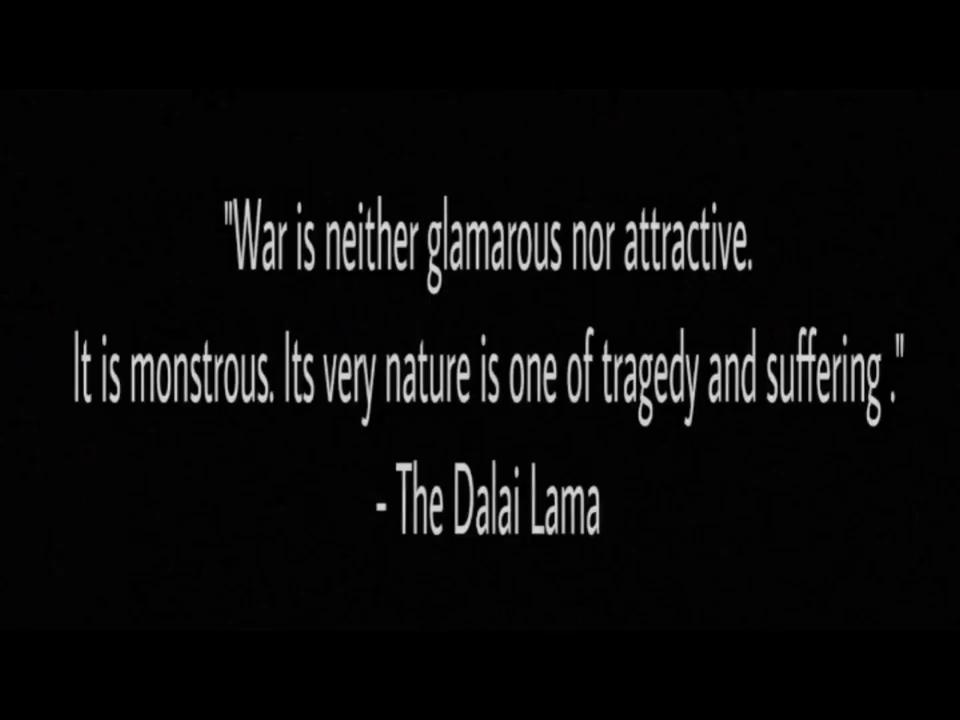 "War is neither glamarous nor attractive.
It is monstrous. Its very nature is one of tragedy and suffering ."
- The Dalai Lama